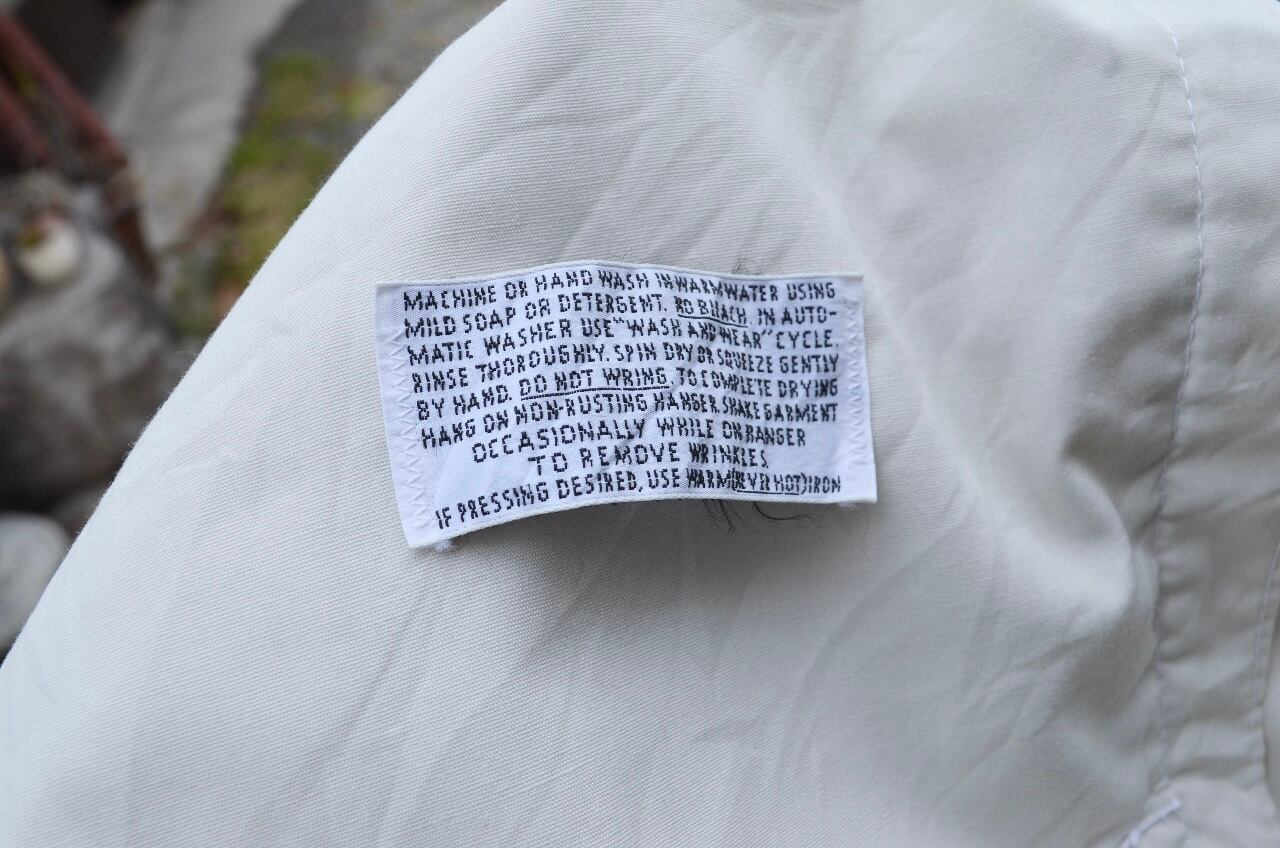 MACHINE OR HAND WASH IN WARM WATER USING
MILD SOAP OR DETERGENT. NO BLEACH. IN AUTO-
MATIC WASHER USE "WASH AND WEAR" CYCLE.
RINSE THOROUGHLY. SPIN DRY OR SQUEEZE GENTLY
BY HAND. DO NOT WRING. TO COMPLETE DRYING
HANG ON NON-RUSTING HANGER. SHAKE GARMENT
OCCASIONALLY WHILE ON HANGER
TO REMOVE WRINKLES.
IF PRESSING DESIRED, USE WARM (NEVER HOT) IRON